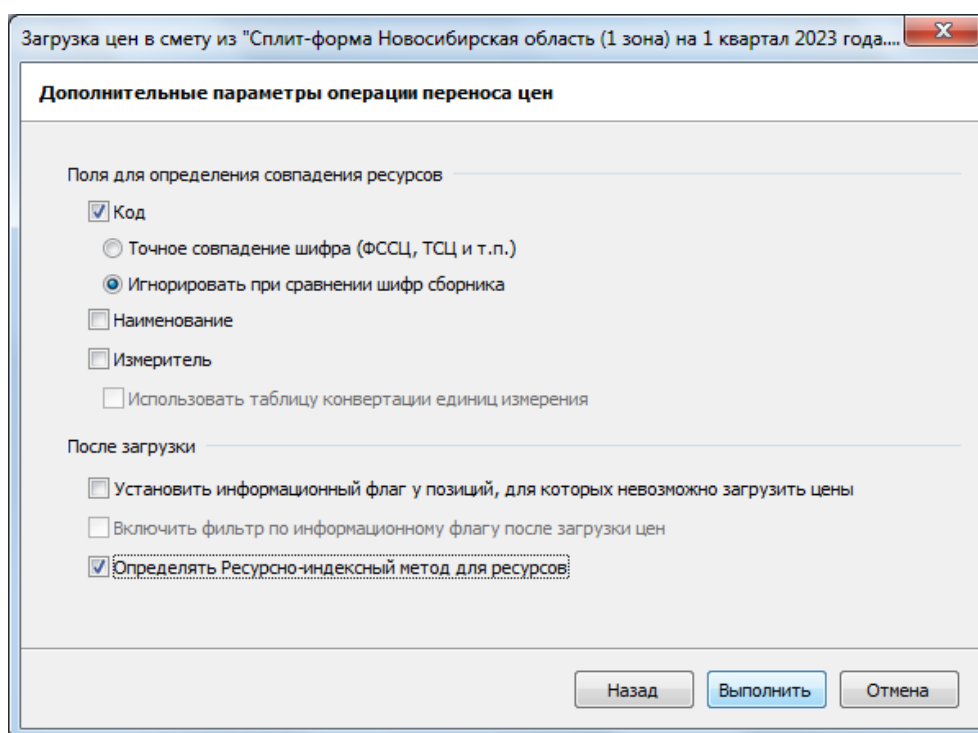 Загрузка цен в смету из "Сплит-форма Новосибирская область (1 зона) на 1 квартал 2023 года....
Дополнительные параметры операции переноса цен
Поля для определения совпадения ресурсов
Код
Точное совпадение шифра (ФССЦ, ТСЦ и т.п.)
Игнорировать при сравнении шифр сборника
Наименование
Измеритель
Использовать таблицу конвертации единиц измерения
После загрузки
Установить информационный флаг у позиций, для которых невозможно загрузить цены
Включить фильтр по информационному флагу после загрузки цен
Определять Ресурсно-индексный метод для ресурсов
Назад Выполнить Отмена